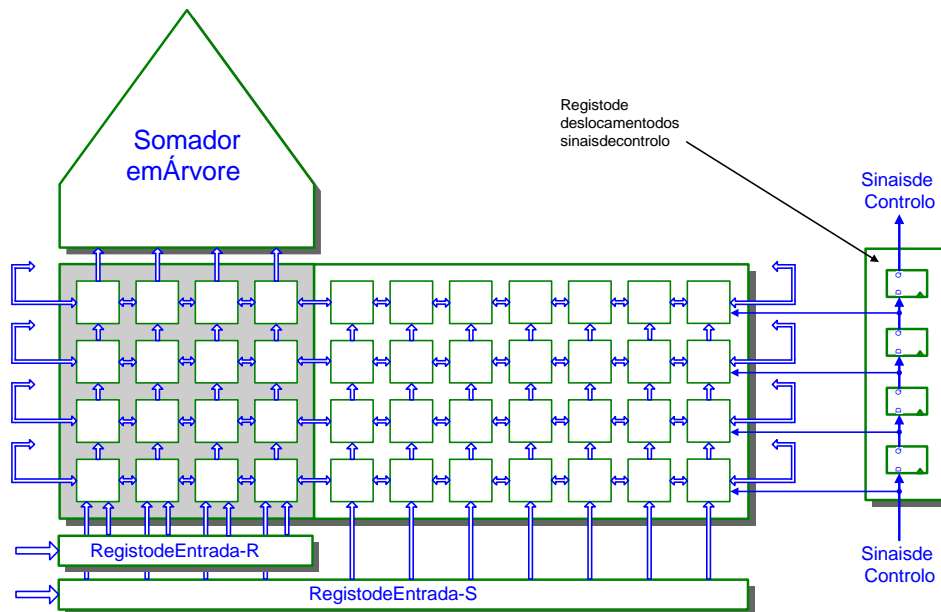 Somador
emÁrvore
Registode
deslocamentodos
sinaisdecontrolo
Sinaisde
Controlo
Q
D
Q
D
Q
D
Q
D
RegistodeEntrada-R
RegistodeEntrada-S
Sinaisde
Controlo